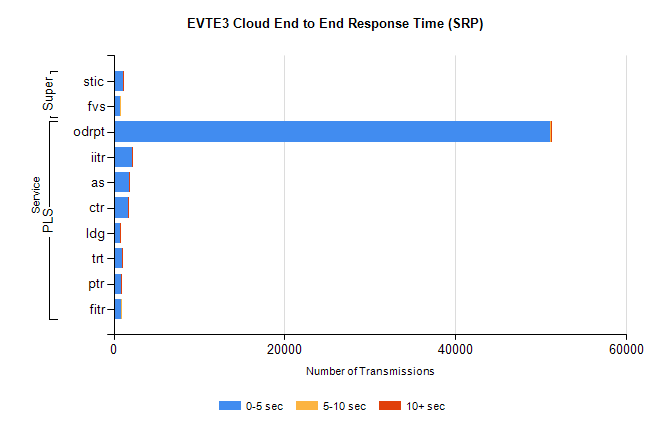 EVTE3 Cloud End to End Response Time (SRP)
Service
Super
PLS
stic
fvs
odrpt
iitr
as
ctr
ldg
trt
ptr
fitr
0 20000 40000 60000
Number of Transmissions
0-5 sec 5-10 sec 10+ sec